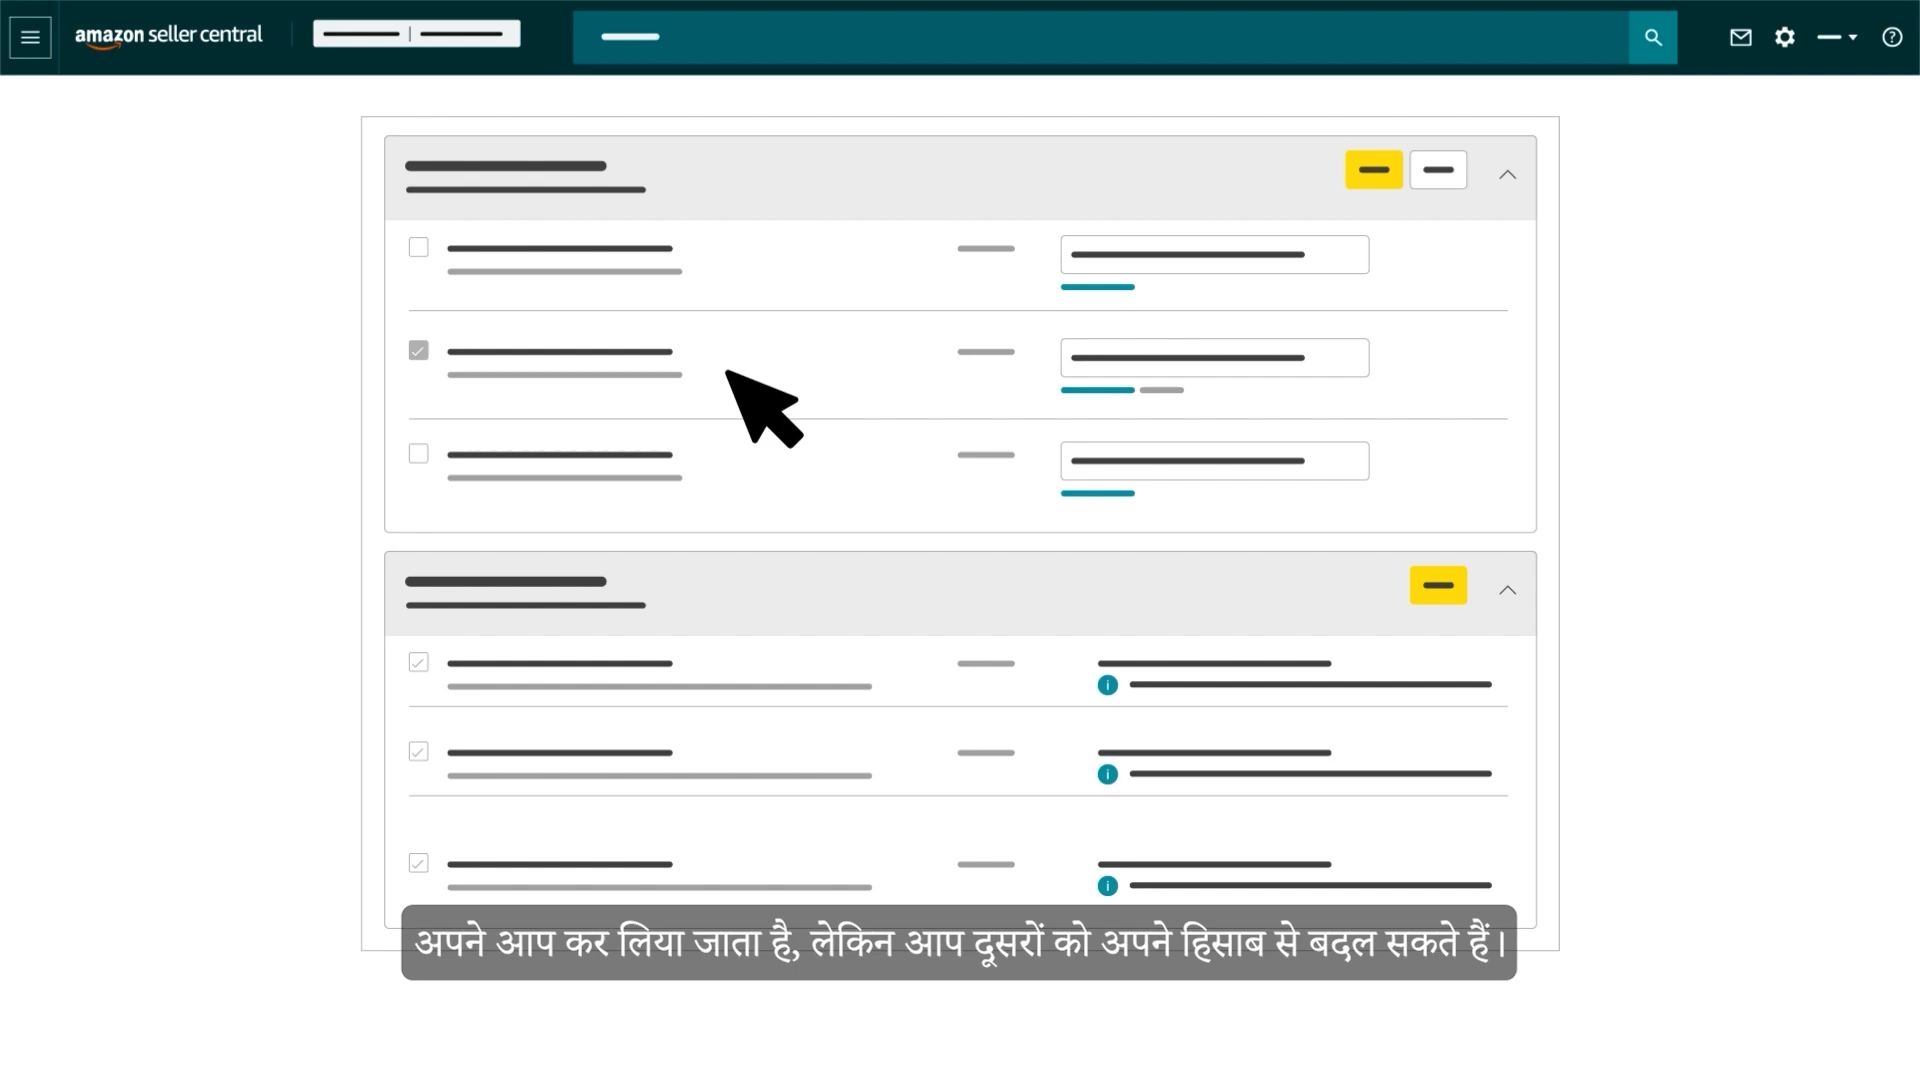 amazon seller central
अपने आप कर लिया जाता है, लेकिन आप दूसरों को अपने हिसाब से बदल सकते हैं।